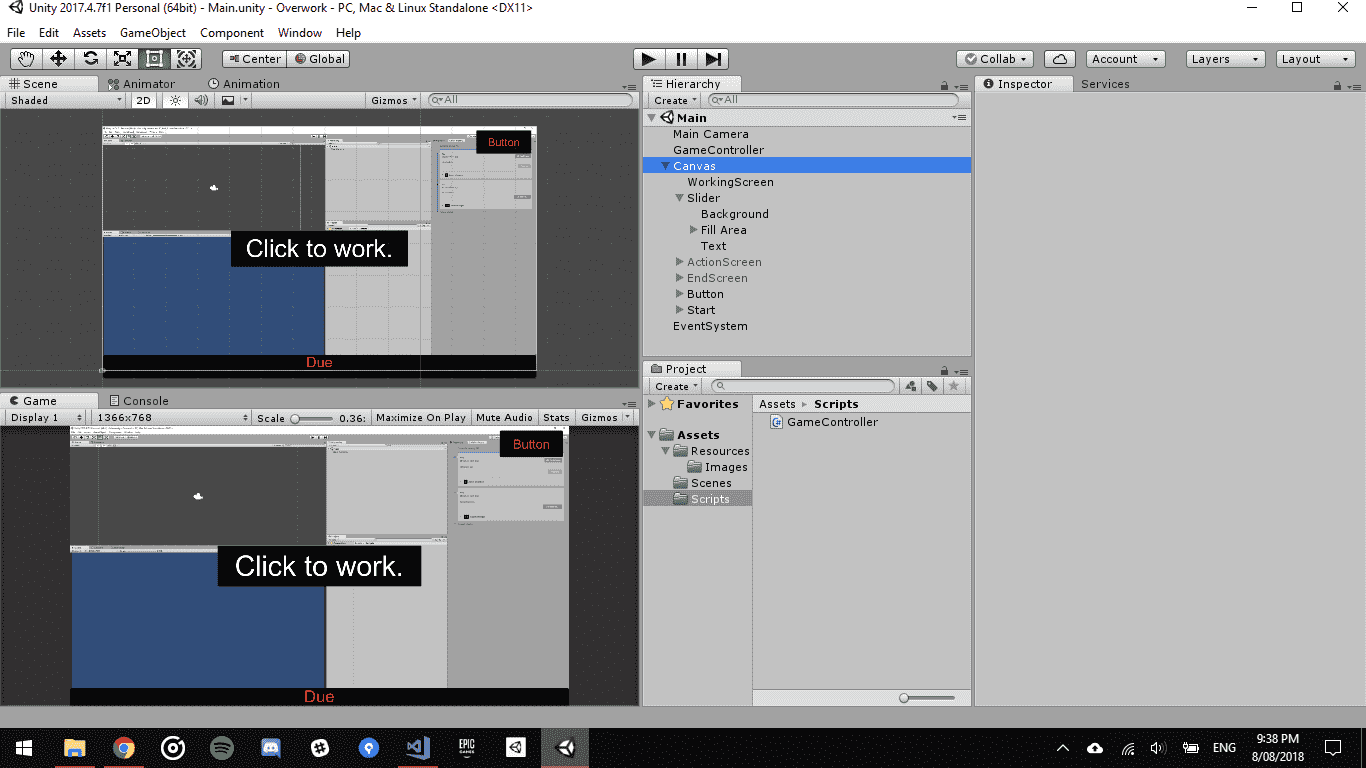 Unity 2017.4.7f1 Personal (64bit) - Main.unity - Overwork - PC, Mac & Linux Standalone <DX11>
File Edit Assets GameObject Component Window Help
Center Global Collab Account Layers Layout
Scene Animator Animation
Shaded 2D Gizmos All
Button
Click to work.
Due
Game Console
Display 1 1366x768 Scale 0.36: Maximize On Play Mute Audio Stats Gizmos
Button
Click to work.
Due
Hierarchy
Create All
Main
Main Camera
GameController
Canvas
WorkingScreen
Slider
Background
Fill Area
Text
ActionScreen
EndScreen
Button
Start
EventSystem
Project
Create
Favorites
Assets
Resources
Images
Scenes
Scripts
Assets Scripts
GameController
Inspector Services
EPIC GAMES
ENG
9:38 PM
8/08/2018